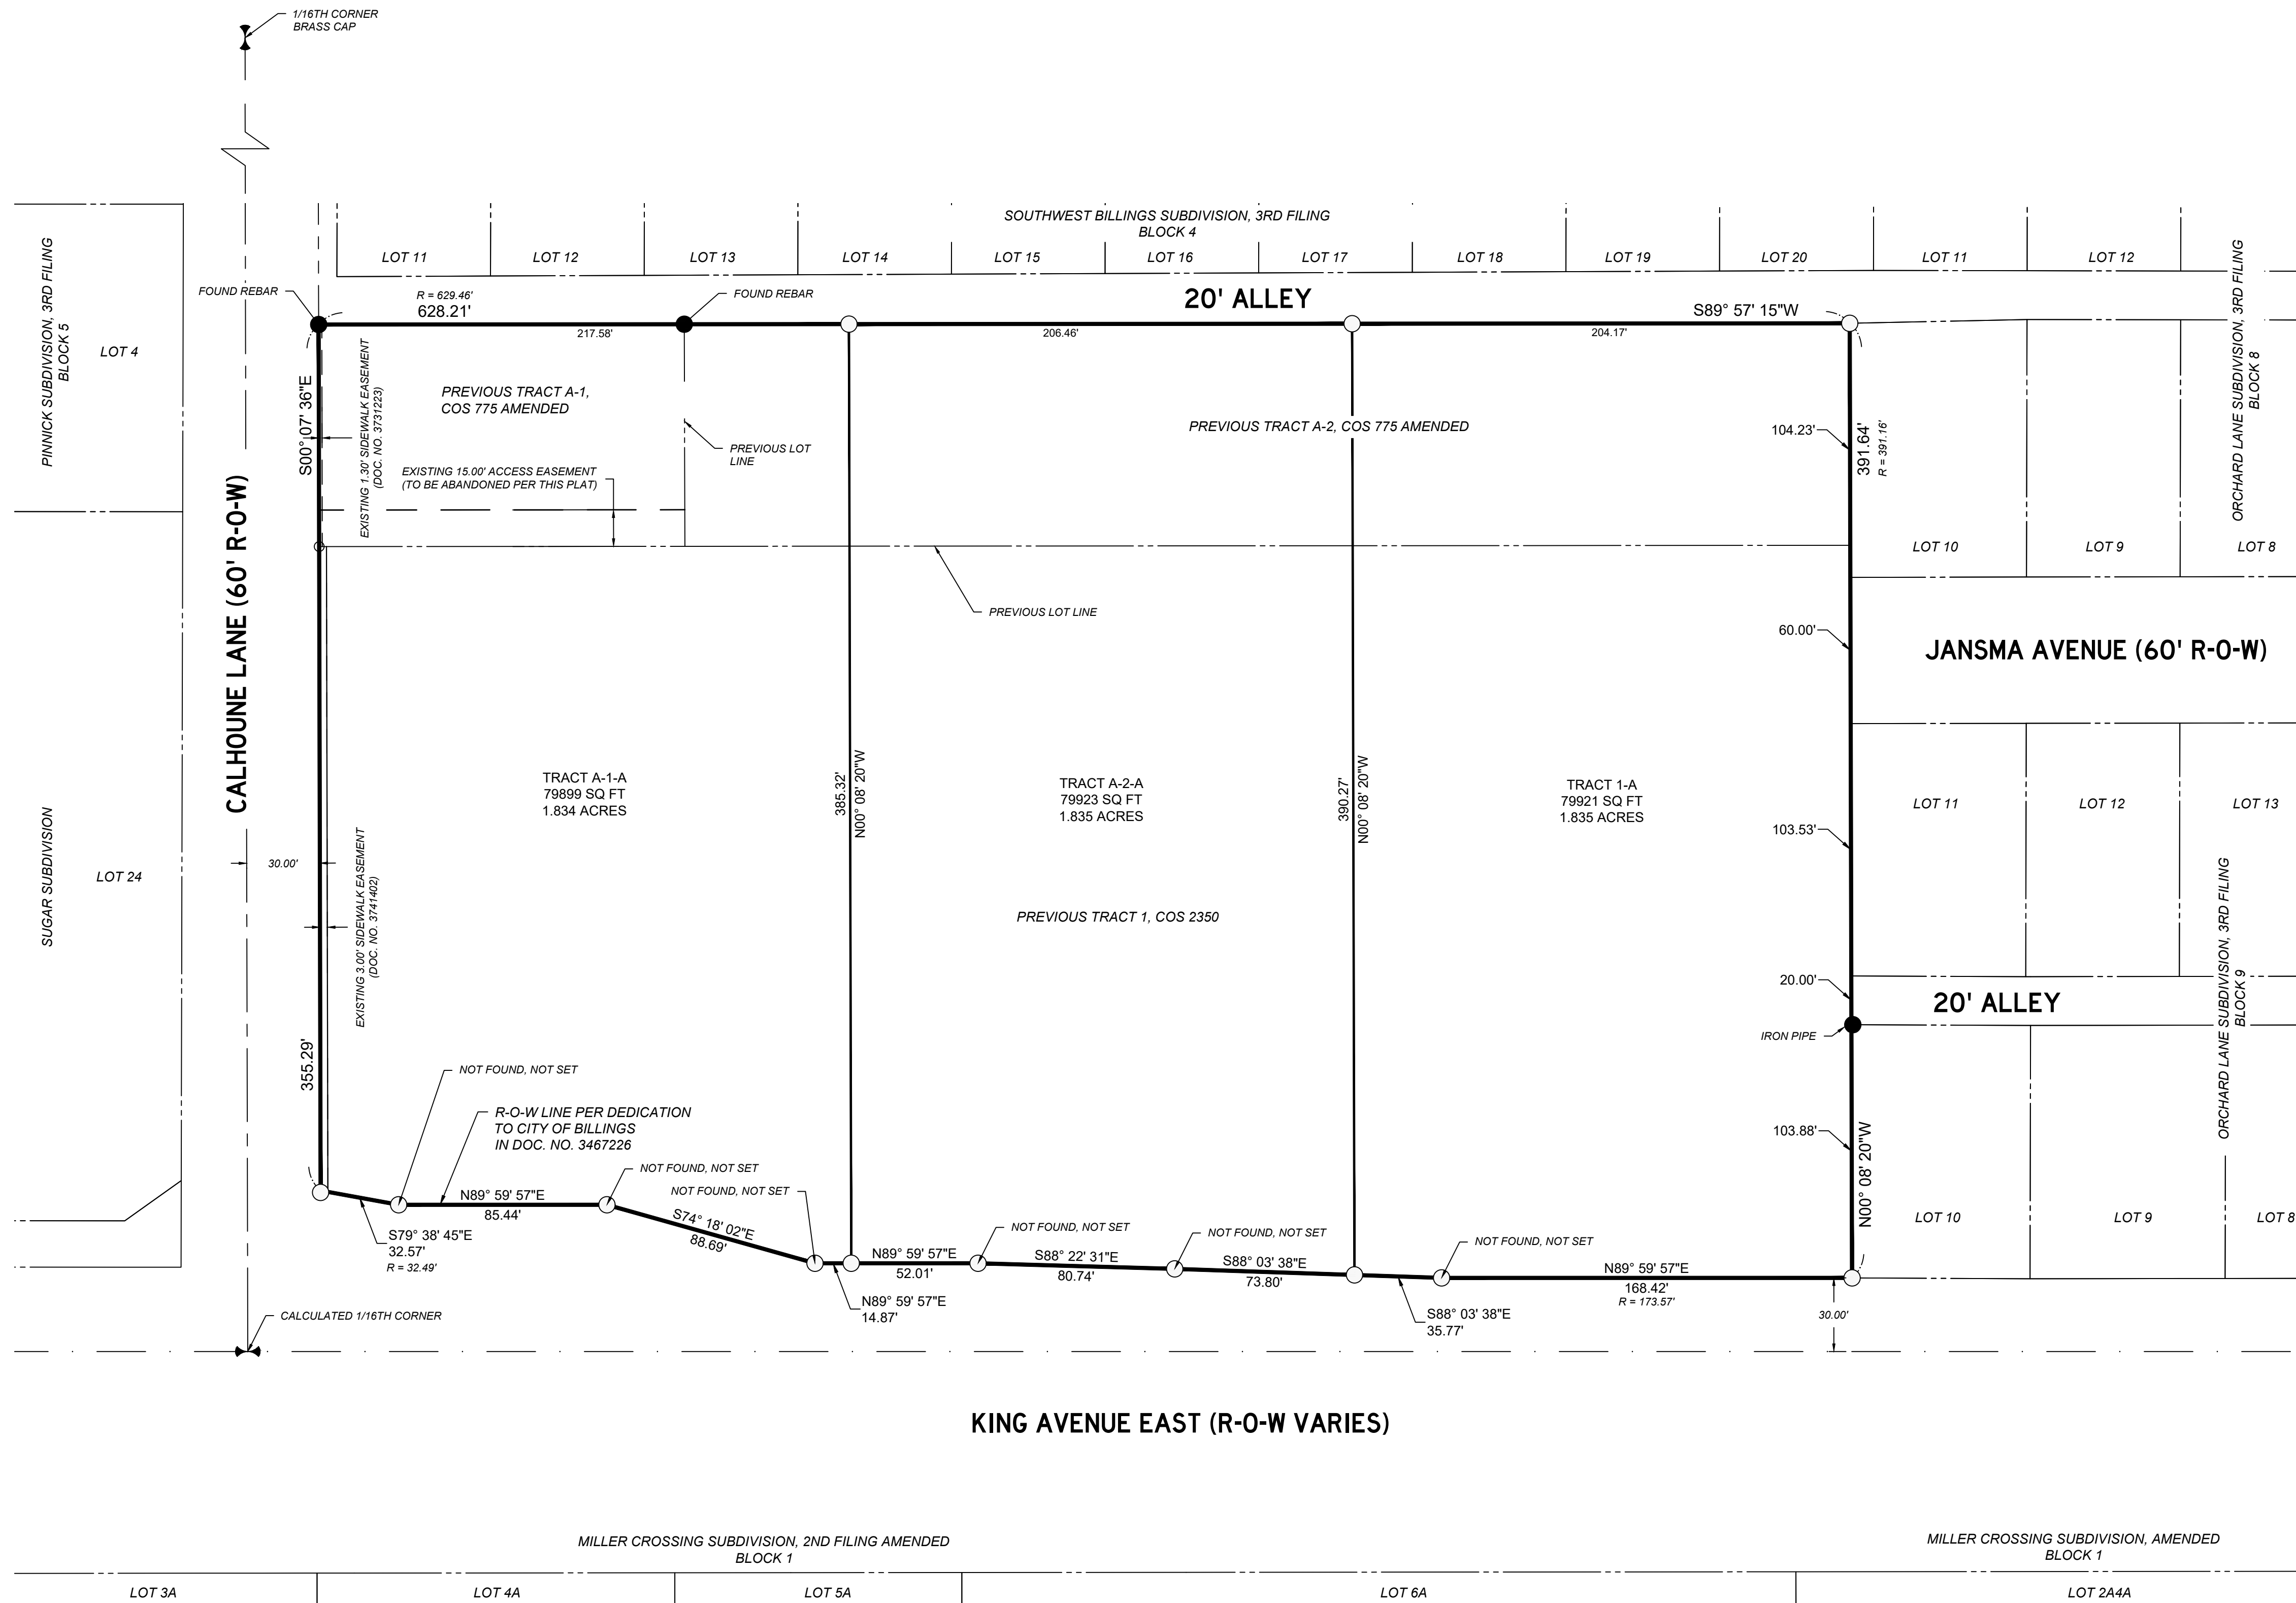 1/16TH CORNER
BRASS CAP
SOUTHWEST BILLINGS SUBDIVISION, 3RD FILING
BLOCK 4
LOT 11
LOT 12
LOT 13
LOT 14
LOT 15
LOT 16
LOT 17
LOT 18
LOT 19
LOT 20
LOT 11
LOT 12
PINNICK SUBDIVISION, 3RD FILING
BLOCK 5
LOT 4
FOUND REBAR
R = 629.46'
628.21'
FOUND REBAR
20' ALLEY
S89° 57' 15"W
217.58'
206.46'
204.17'
ORCHARD LANE SUBDIVISION, 3RD FILING
BLOCK 8
S00° 07' 36"E
EXISTING 1.30' SIDEWALK EASEMENT
(DOC. NO. 3731223)
PREVIOUS TRACT A-1,
COS 775 AMENDED
PREVIOUS LOT
LINE
EXISTING 15.00' ACCESS EASEMENT
(TO BE ABANDONED PER THIS PLAT)
PREVIOUS TRACT A-2, COS 775 AMENDED
104.23'
391.64'
R = 391.16'
LOT 10
LOT 9
LOT 8
PREVIOUS LOT LINE
60.00'
JANSMA AVENUE (60' R-O-W)
CALHOUNE LANE (60' R-O-W)
SUGAR SUBDIVISION
LOT 24
30.00'
TRACT A-1-A
79899 SQ FT
1.834 ACRES
385.32'
N00° 08' 20"W
TRACT A-2-A
79923 SQ FT
1.835 ACRES
390.27'
N00° 08' 20"W
TRACT 1-A
79921 SQ FT
1.835 ACRES
LOT 11
LOT 12
LOT 13
103.53'
EXISTING 3.00' SIDEWALK EASEMENT
(DOC. NO. 3741402)
PREVIOUS TRACT 1, COS 2350
20.00'
20' ALLEY
IRON PIPE
ORCHARD LANE SUBDIVISION, 3RD FILING
BLOCK 9
355.29'
NOT FOUND, NOT SET
R-O-W LINE PER DEDICATION
TO CITY OF BILLINGS
IN DOC. NO. 3467226
103.88'
N00° 08' 20"W
NOT FOUND, NOT SET
NOT FOUND, NOT SET
N89° 59' 57"E
85.44'
S79° 38' 45"E
32.57'
R = 32.49'
S74° 18' 02"E
88.69'
NOT FOUND, NOT SET
NOT FOUND, NOT SET
NOT FOUND, NOT SET
N89° 59' 57"E
52.01'
N89° 59' 57"E
14.87'
S88° 22' 31"E
80.74'
S88° 03' 38"E
73.80'
S88° 03' 38"E
35.77'
N89° 59' 57"E
168.42'
R = 173.57'
30.00'
LOT 10
LOT 9
LOT 8
CALCULATED 1/16TH CORNER
KING AVENUE EAST (R-O-W VARIES)
MILLER CROSSING SUBDIVISION, 2ND FILING AMENDED
BLOCK 1
MILLER CROSSING SUBDIVISION, AMENDED
BLOCK 1
LOT 3A
LOT 4A
LOT 5A
LOT 6A
LOT 2A4A